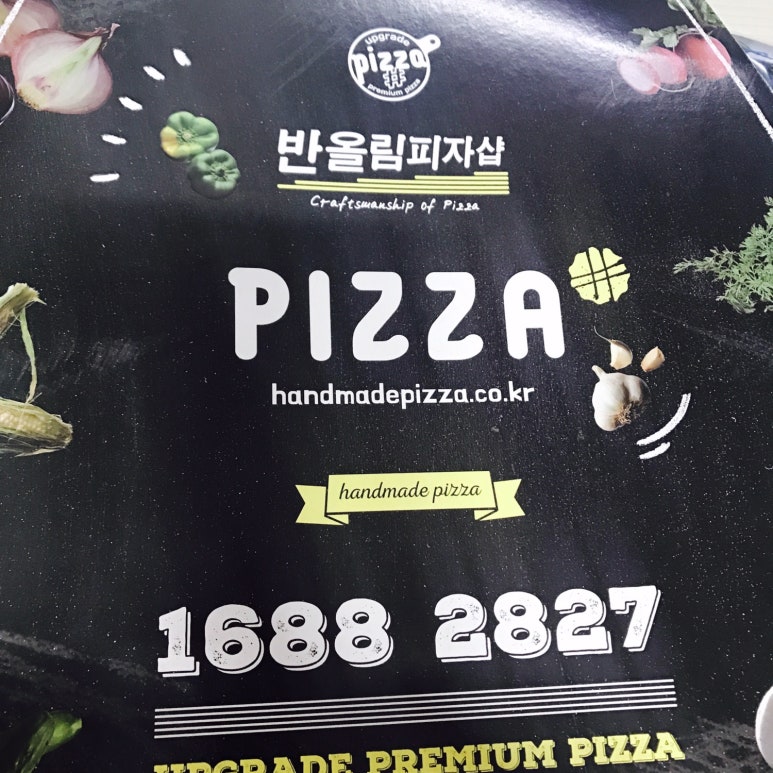 upgrade
pizza
premium pizza
반올림피자샵
Craftsmanship of Pizza
PIZZA
handmadepizza.co.kr
handmade pizza
1688 2827
UPGRADE PREMIUM PIZZA